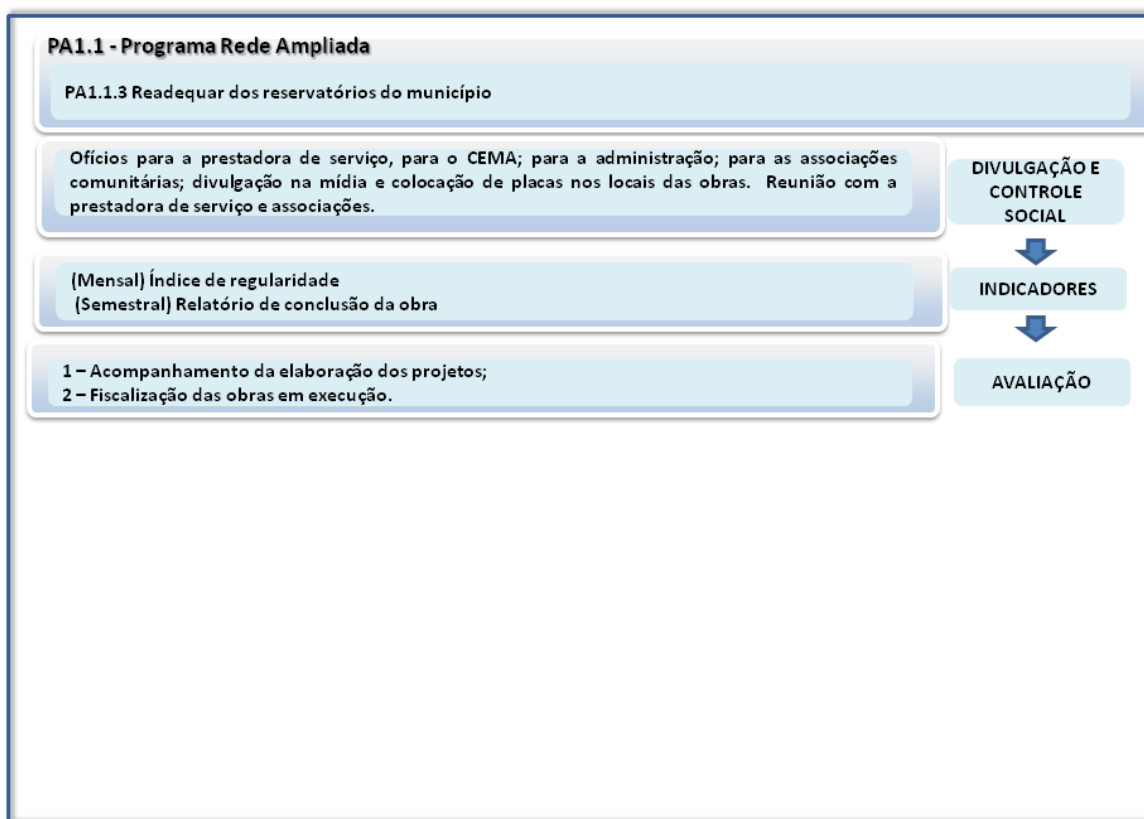 PA1.1 - Programa Rede Ampliada
PA1.1.3 Readequar dos reservatórios do município
Ofícios para a prestadora de serviço, para o CEMA; para a administração; para as associações
comunitárias; divulgação na mídia e colocação de placas nos locais das obras. Reunião com a
prestadora de serviço e associações.
DIVULGAÇÃO E
CONTROLE
SOCIAL
(Mensal) Índice de regularidade
(Semestral) Relatório de conclusão da obra
INDICADORES
1 – Acompanhamento da elaboração dos projetos;
2 – Fiscalização das obras em execução.
AVALIAÇÃO